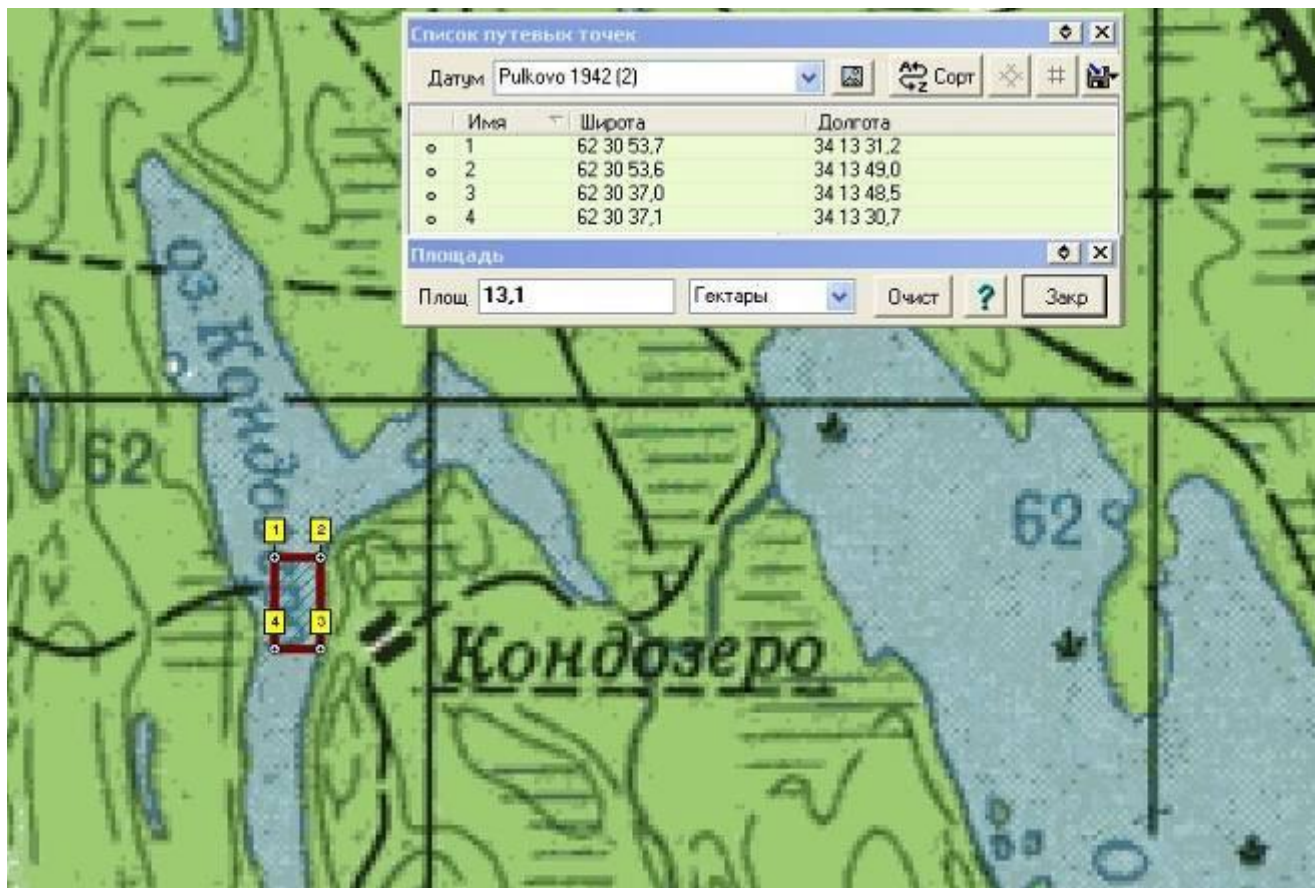 Список путевых точек
Датум Pulkovo 1942 (2) Сорт
Имя Широта Долгота
1 62 30 53,7 34 13 31,2
2 62 30 53,6 34 13 49,0
3 62 30 37,0 34 13 48,5
4 62 30 37,1 34 13 30,7
Площадь
Площ 13,1 Гектары Очист ? Закр
оз. Кондо
62
62
1 2
4 3
Кондозеро